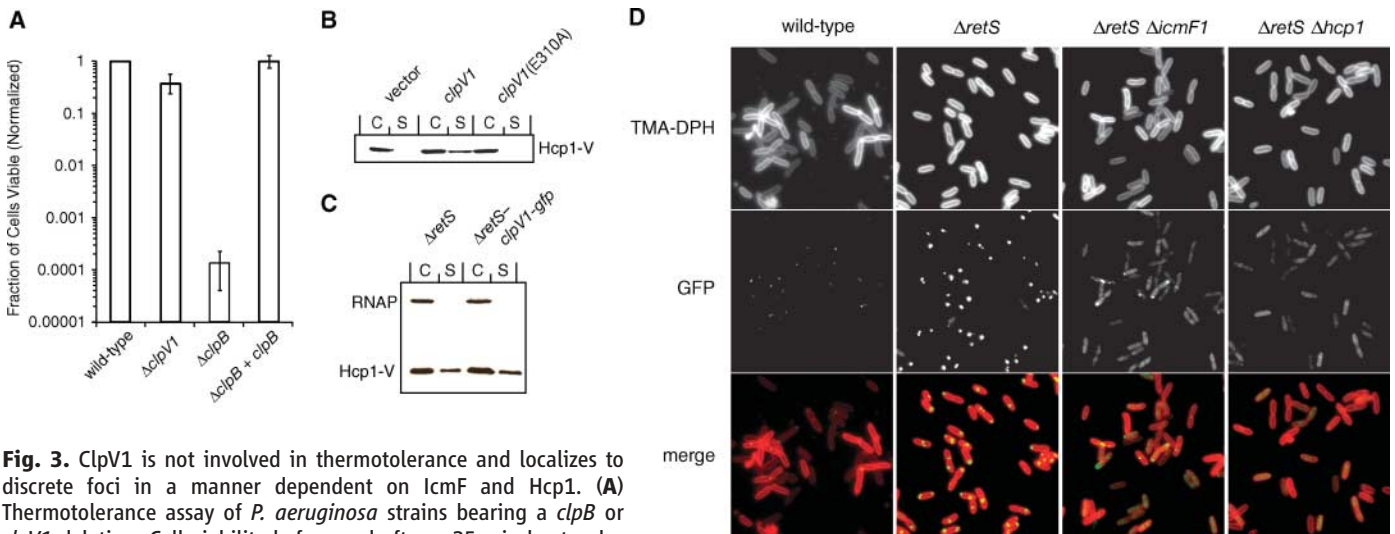 A
Fraction of Cells Viable (Normalized)
1
0.1
0.01
0.001
0.0001
0.00001
wild-type
ΔclpV1
ΔclpB
ΔclpB + clpB
B
vector
clpV1
clpV1(E310A)
C S C S C S
Hcp1-V
C
ΔretS
ΔretS–
clpV1-gfp
C S C S
RNAP
Hcp1-V
D
wild-type
ΔretS
ΔretS ΔicmF1
ΔretS Δhcp1
TMA-DPH
GFP
merge
Fig. 3. ClpV1 is not involved in thermotolerance and localizes to
discrete foci in a manner dependent on IcmF and Hcp1. (A)
Thermotolerance assay of P. aeruginosa strains bearing a clpB or